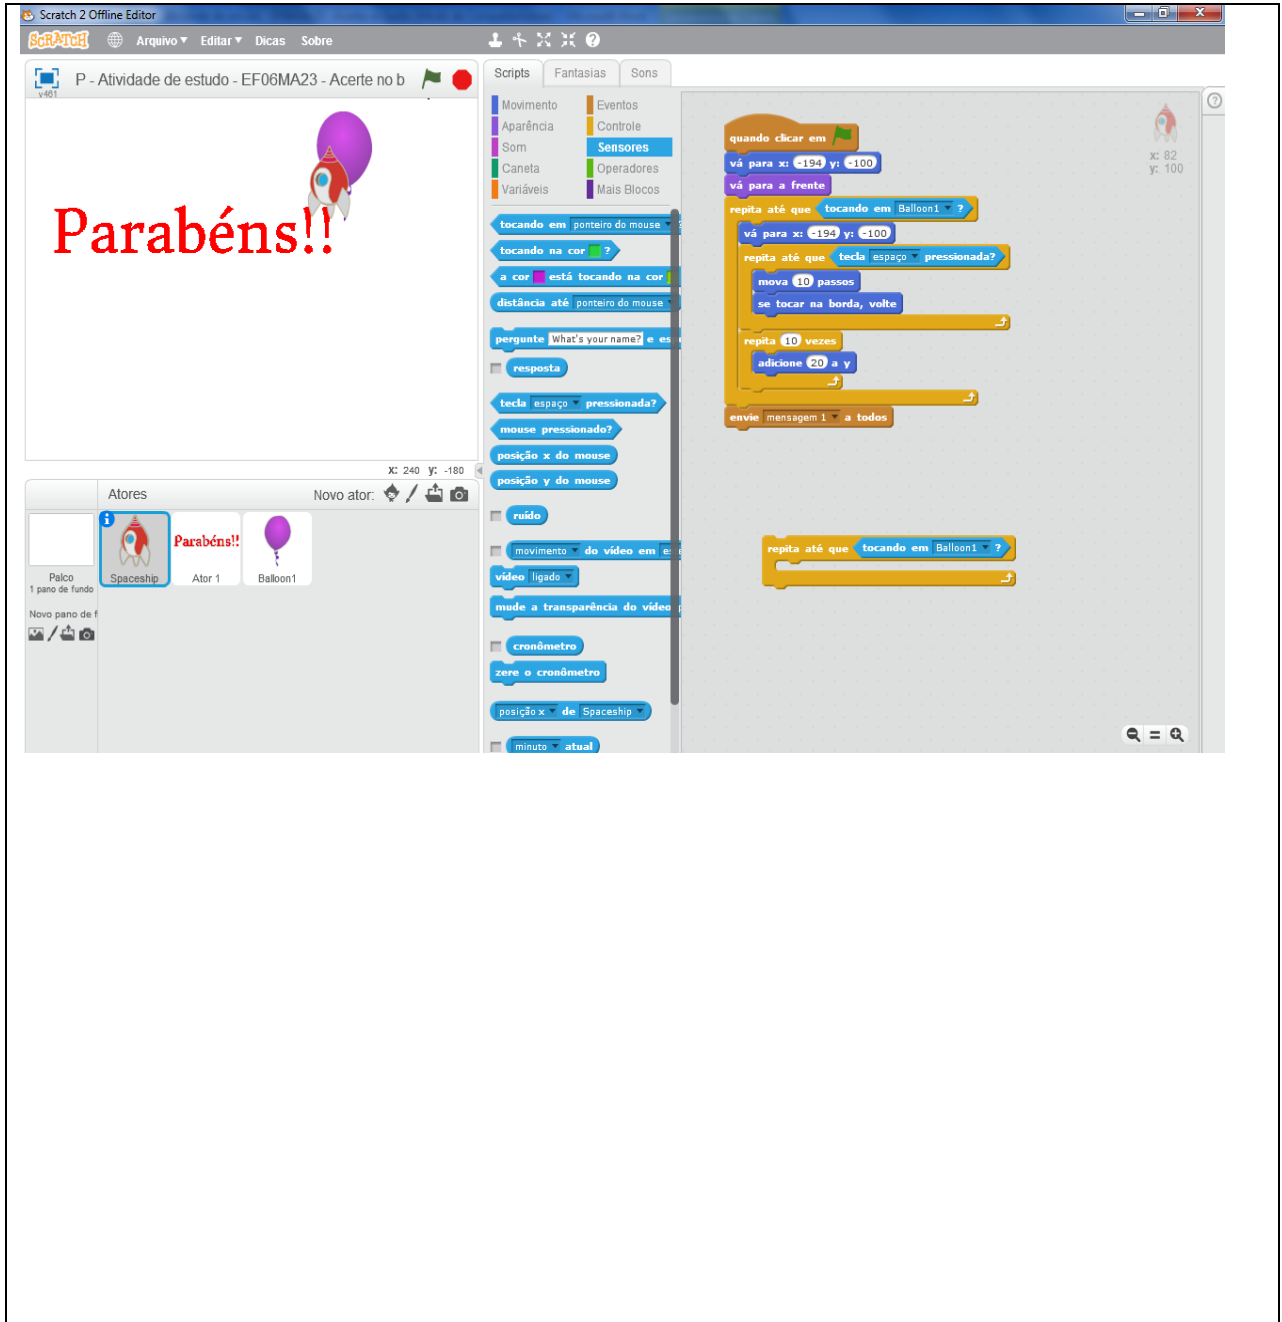 Scratch 2 Offline Editor
SCRATCH Arquivo Editar Dicas Sobre
v461
P - Atividade de estudo - EF06MA23 - Acerte no b
Parabéns!!
X: 240 y: -180
Atores
Novo ator:
Palco
1 pano de fundo
Novo pano de f
Spaceship
Parabéns!!
Ator 1
Balloon1
Scripts Fantasias Sons
Movimento Eventos
Aparência Controle
Som Sensores
Caneta Operadores
Variáveis Mais Blocos
tocando em ponteiro do mouse ?
tocando na cor ?
a cor está tocando na cor
distância até ponteiro do mouse
pergunte What's your name? e es
resposta
tecla espaço pressionada?
mouse pressionado?
posição x do mouse
posição y do mouse
ruído
movimento do vídeo em es
vídeo ligado
mude a transparência do vídeo p
cronômetro
zere o cronômetro
posição x de Spaceship
minuto atual
quando clicar em
vá para x: -194 y: -100
vá para a frente
repita até que tocando em Balloon1 ?
vá para x: -194 y: -100
repita até que tecla espaço pressionada?
mova 10 passos
se tocar na borda, volte
repita 10 vezes
adicione 20 a y
envie mensagem 1 a todos
repita até que tocando em Balloon1 ?
x: 82
y: 100